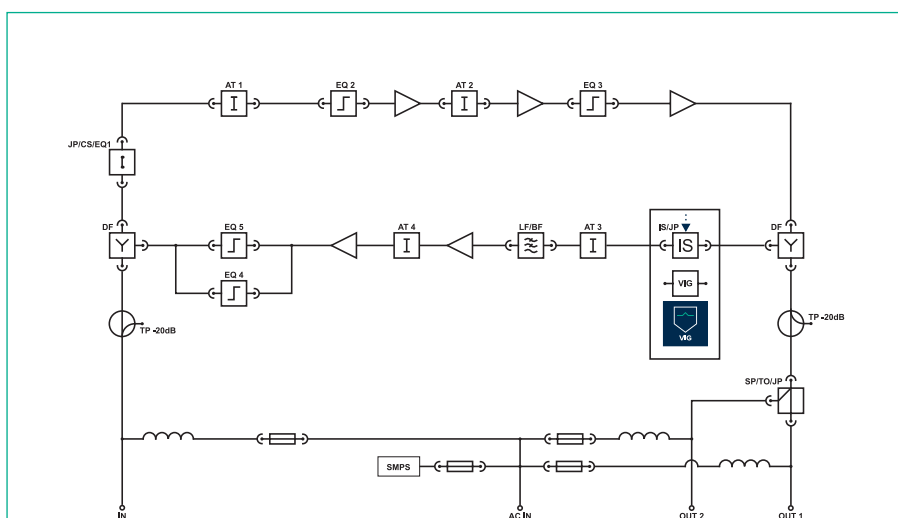 AT 1
EQ 2
AT 2
EQ 3
JP/CS/EQ1
DF
EQ 5
AT 4
LF/BF
AT 3
IS/JP
IS
DF
EQ 4
VIG
VIG
TP -20dB
TP -20dB
SP/TO/JP
SMPS
IN
AC IN
OUT 2
OUT 1